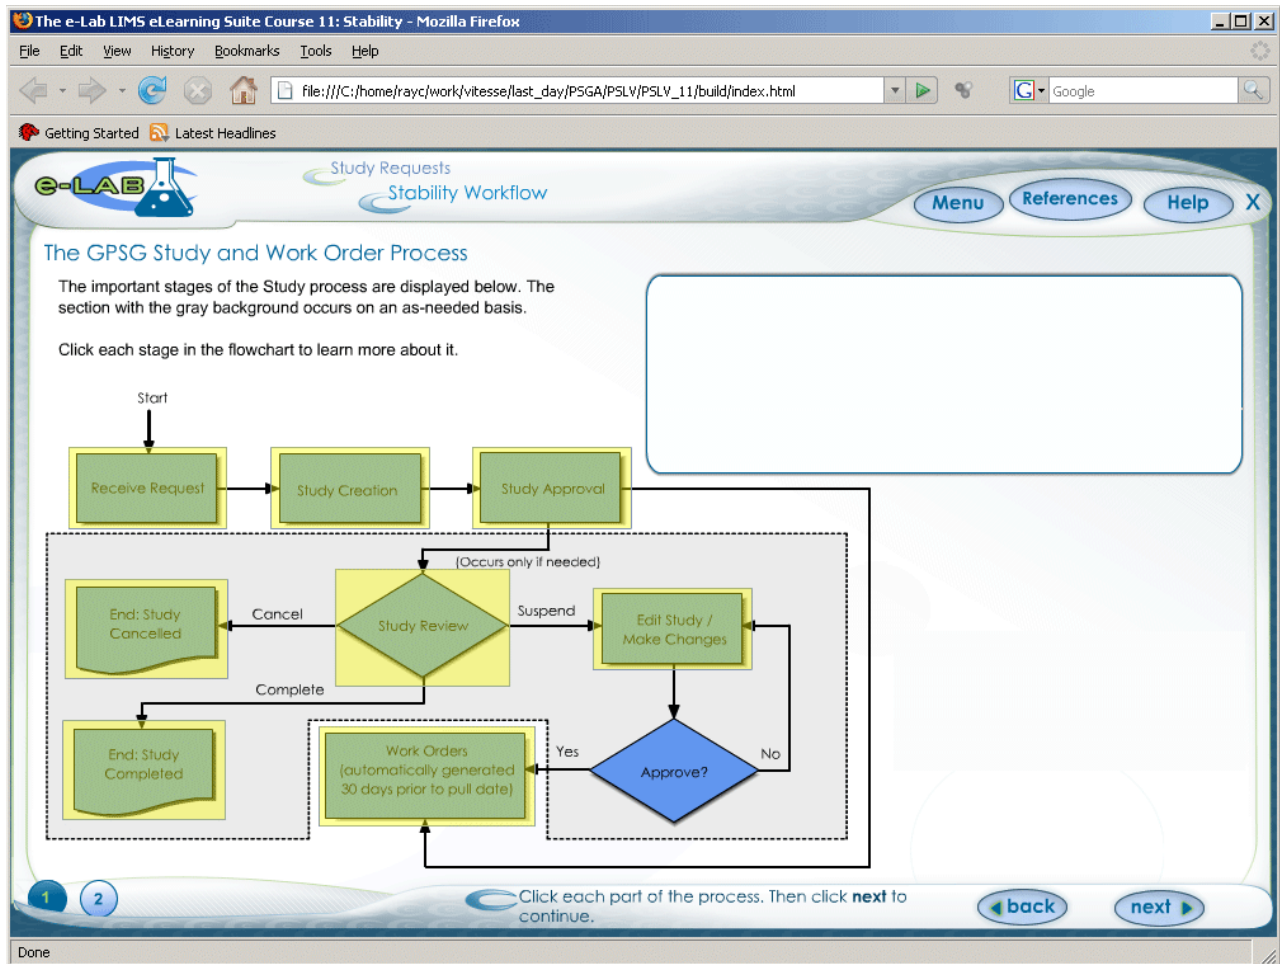 The e-Lab LIMS eLearning Suite Course 11: Stability - Mozilla Firefox
File Edit View History Bookmarks Tools Help
file:///C:/home/rayc/work/vitesse/last_day/PSGA/PSLV/PSLV_11/build/index.html
G Google
Getting Started Latest Headlines
e-LAB
Study Requests
Stability Workflow
Menu References Help X
The GPSG Study and Work Order Process
The important stages of the Study process are displayed below. The
section with the gray background occurs on an as-needed basis.
Click each stage in the flowchart to learn more about it.
Start
Receive Request
Study Creation
Study Approval
(Occurs only if needed)
End: Study
Cancelled
Cancel
Study Review
Suspend
Edit Study /
Make Changes
Complete
End: Study
Completed
Work Orders
(automatically generated
30 days prior to pull date)
Yes
Approve?
No
1 2
Click each part of the process. Then click next to
continue.
back next
Done